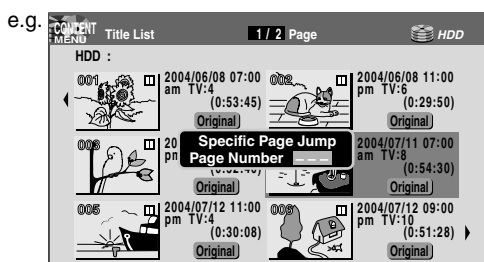 e.g.
CONTENT MENU Title List 1 / 2 Page HDD
HDD :
001 2004/06/08 07:00 am TV:4 (0:53:45) Original
002 2004/06/08 11:00 pm TV:6 (0:29:50) Original
003 20 pm Original
Specific Page Jump
Page Number _ _ _
2004/07/11 07:00 am TV:8 (0:54:30) Original
005 2004/07/12 11:00 pm TV:4 (0:30:08) Original
006 2004/07/12 09:00 pm TV:10 (0:51:28) Original